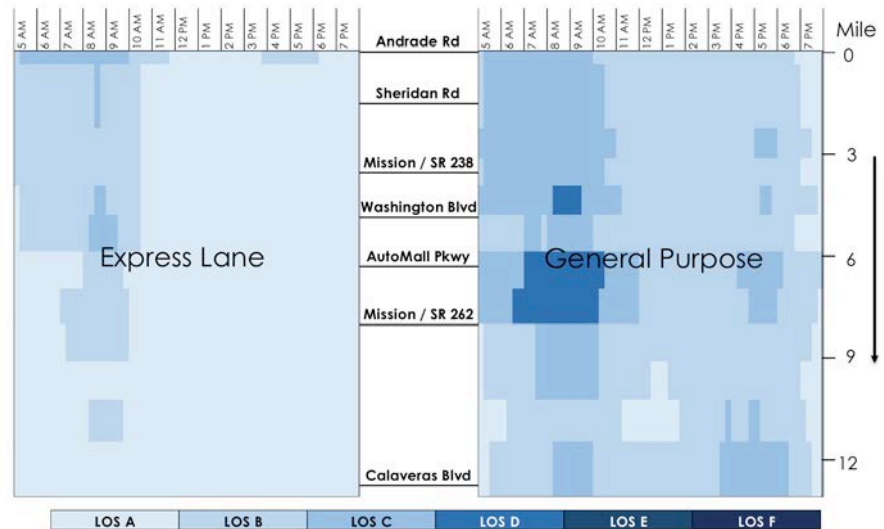 5 AM 6 AM 7 AM 8 AM 9 AM 10 AM 11 AM 12 PM 1 PM 2 PM 3 PM 4 PM 5 PM 6 PM 7 PM
5 AM 6 AM 7 AM 8 AM 9 AM 10 AM 11 AM 12 PM 1 PM 2 PM 3 PM 4 PM 5 PM 6 PM 7 PM
Mile
Andrade Rd
0
Sheridan Rd
Mission / SR 238
3
Washington Blvd
AutoMall Pkwy
Express Lane
General Purpose
6
Mission / SR 262
9
Calaveras Blvd
12
LOS A LOS B LOS C LOS D LOS E LOS F